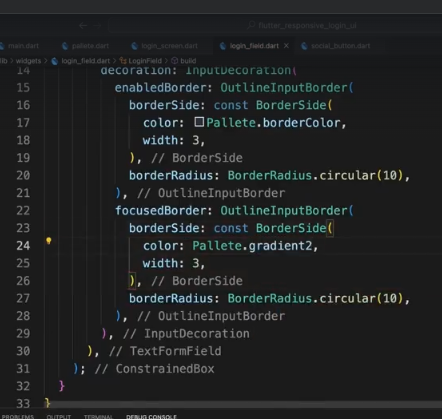 flutter_responsive_login_ui
main.dart pallete.dart login_screen.dart login_field.dart × social_button.dart
lib > widgets > login_field.dart > LoginField > build
14 decoration: InputDecoration(
15 enabledBorder: OutlineInputBorder(
16 borderSide: const BorderSide(
17 color: Pallete.borderColor,
18 width: 3,
19 ), // BorderSide
20 borderRadius: BorderRadius.circular(10),
21 ), // OutlineInputBorder
22 focusedBorder: OutlineInputBorder(
23 borderSide: const BorderSide(
24 color: Pallete.gradient2,
25 width: 3,
26 ), // BorderSide
27 borderRadius: BorderRadius.circular(10),
28 ), // OutlineInputBorder
29 ), // InputDecoration
30 ), // TextFormField
31 ); // ConstrainedBox
32 }
33 }
PROBLEMS OUTPUT TERMINAL DEBUG CONSOLE